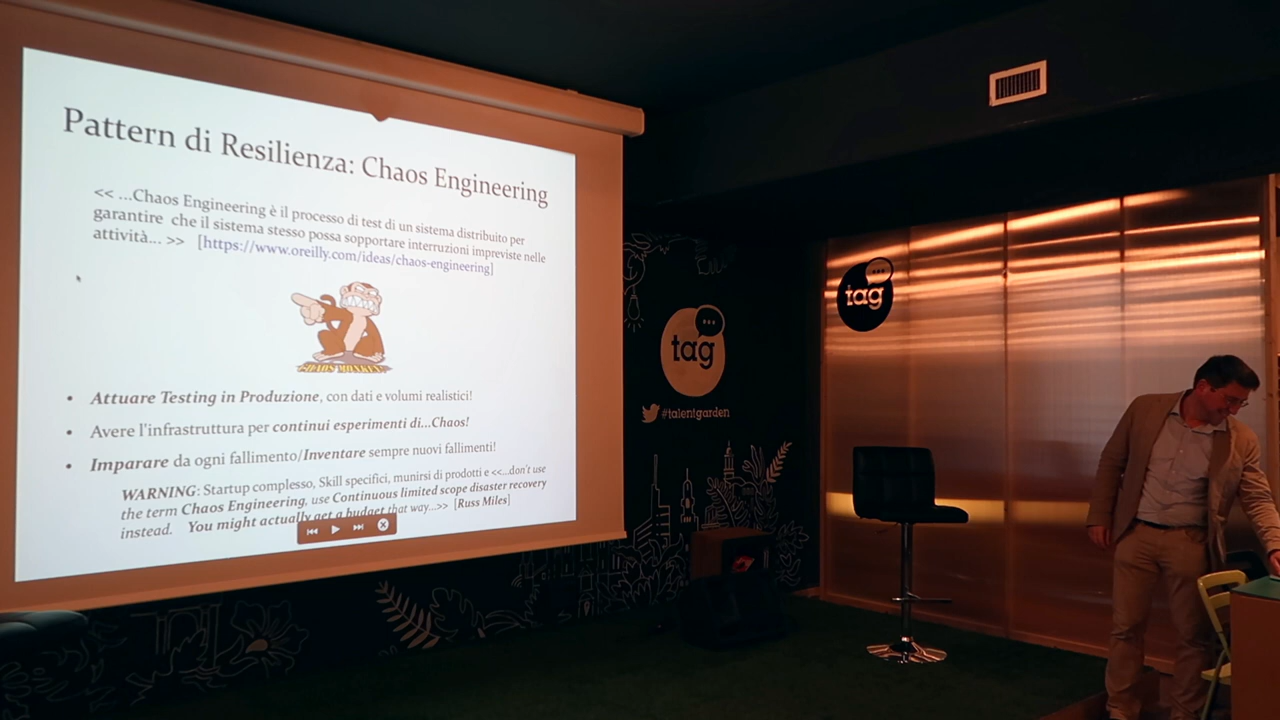 Pattern di Resilienza: Chaos Engineering
<< ...Chaos Engineering è il processo di test di un sistema distribuito per
garantire che il sistema stesso possa sopportare interruzioni impreviste nelle
attività... >> [https://www.oreilly.com/ideas/chaos-engineering]
CHAOS MONKEY
• Attuare Testing in Produzione, con dati e volumi realistici!
• Avere l'infrastruttura per continui esperimenti di...Chaos!
• Imparare da ogni fallimento/Inventare sempre nuovi fallimenti!
WARNING: Startup complesso, Skill specifici, munirsi di prodotti e <<...don't use
the term Chaos Engineering, use Continuous limited scope disaster recovery
instead. You might actually get a budget that way...>> [Russ Miles]
tag
#talentgarden
tag